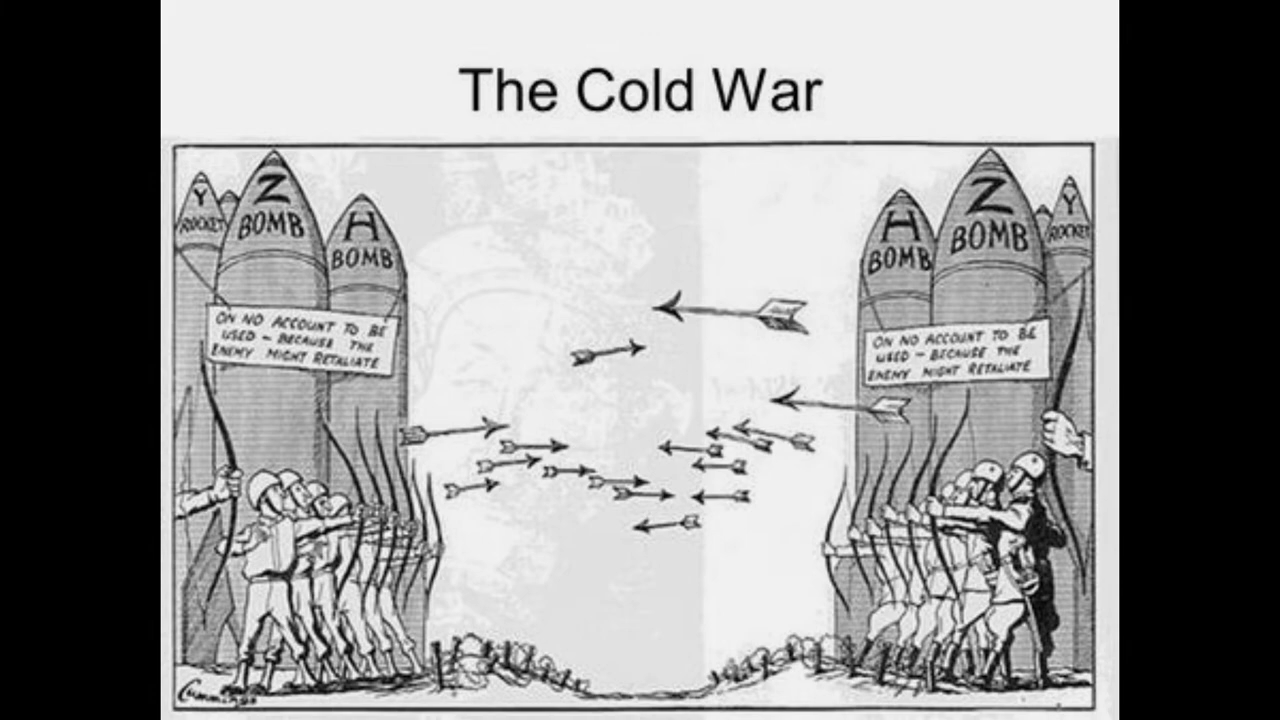 The Cold War
Y
ROCKET
Z
BOMB
H
BOMB
ON NO ACCOUNT TO BE
USED - BECAUSE THE
ENEMY MIGHT RETALIATE
H
BOMB
Z
BOMB
Y
ROCKET
ON NO ACCOUNT TO BE
USED - BECAUSE THE
ENEMY MIGHT RETALIATE
Cummings